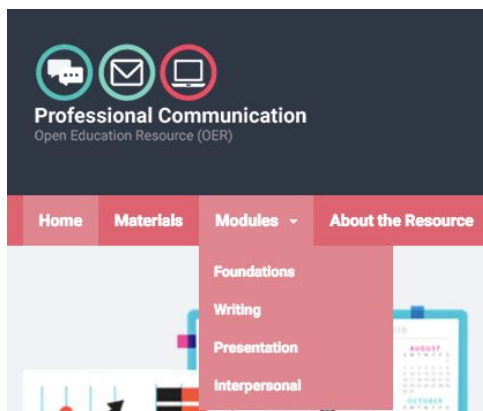 Professional Communication
Open Education Resource (OER)
Home Materials Modules About the Resource
Foundations
Writing
Presentation
Interpersonal
AUGUST
OCTOBER